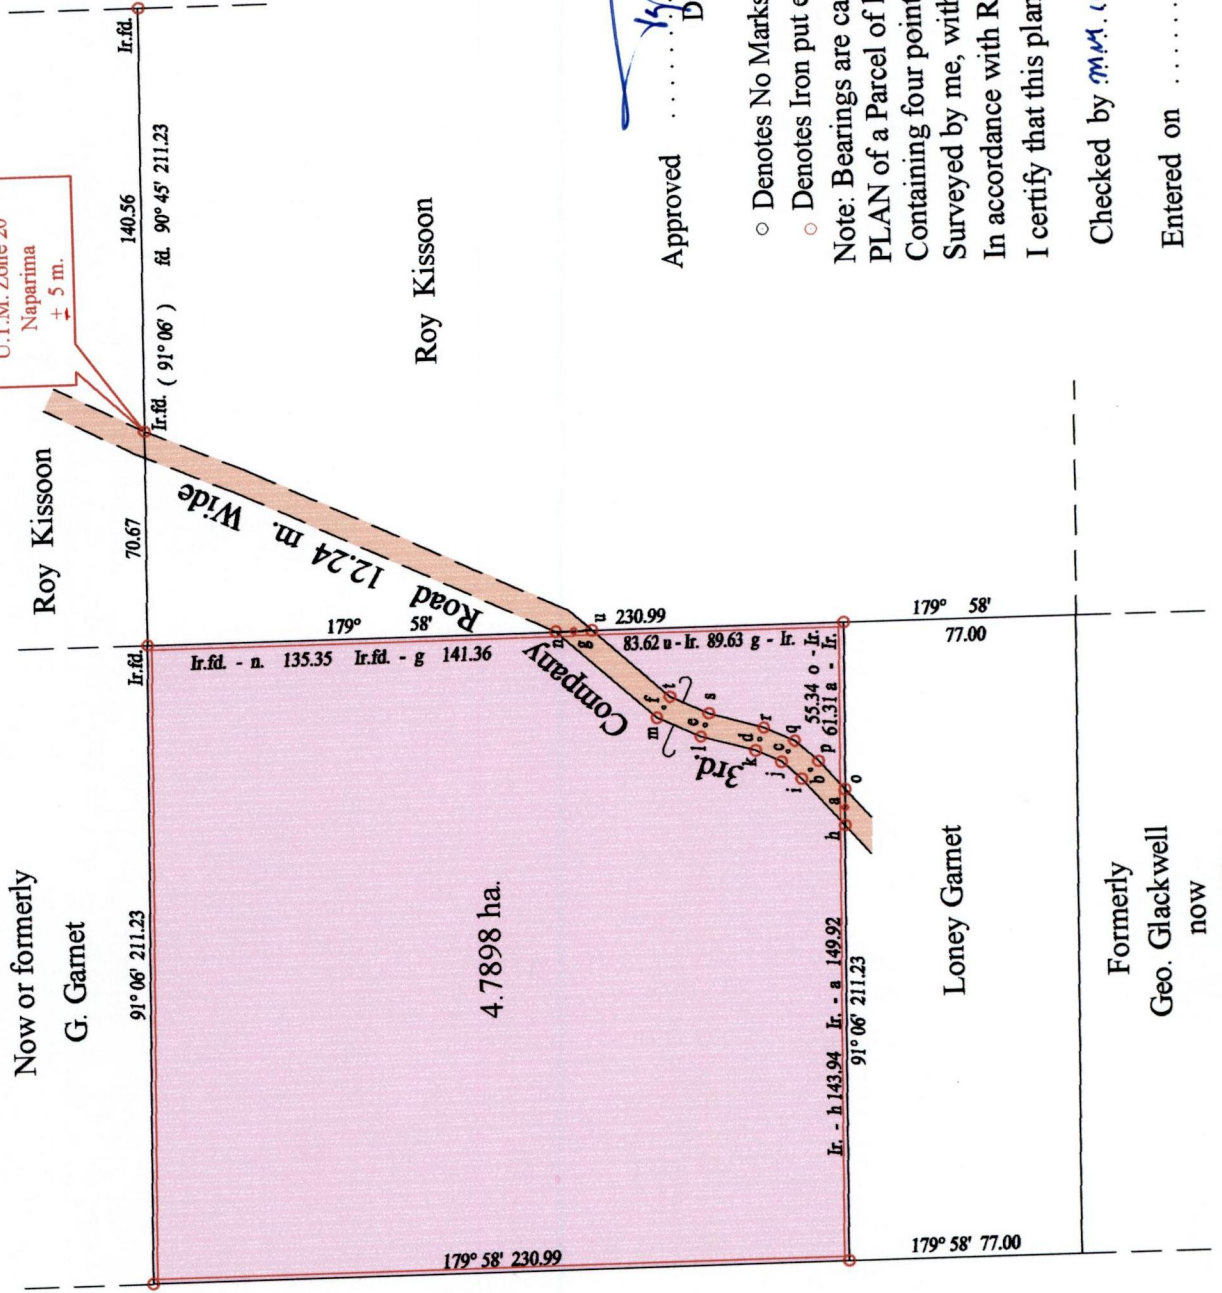 Now or formerly
G. Garnet
Roy Kissoon
U.T.M. Zone 20
Naparima
± 5 m.
91° 06' 211.23
Ir.fd.
70.67
Ir.fd. ( 91° 06' ) fd. 90° 45' 211.23
140.56
Ir.fd.
179° 58'
Ir.fd. - n. 135.35 Ir.fd. - g 141.36
3rd. Company Road 12.24 m. Wide
Roy Kissoon
4.7898 ha.
n
g
u
230.99
83.62 u - Ir. 89.63 g - Ir.
m
f
t
l
e
s
k
d
r
j
c
q
i
b
p
h
a
o
55.34 o - Ir.
61.31 a - Ir.
Ir. - h 143.94 Ir. - a 149.92
91° 06' 211.23
179° 58' 230.99
179° 58'
77.00
179° 58' 77.00
Loney Garnet
Formerly
Geo. Glackwell
now
Approved ......
D
○ Denotes No Marks
○ Denotes Iron put
Note: Bearings are ca
PLAN of a Parcel of
Containing four point
Surveyed by me, with
In accordance with R
I certify that this plan
Checked by M.M.
Entered on ......